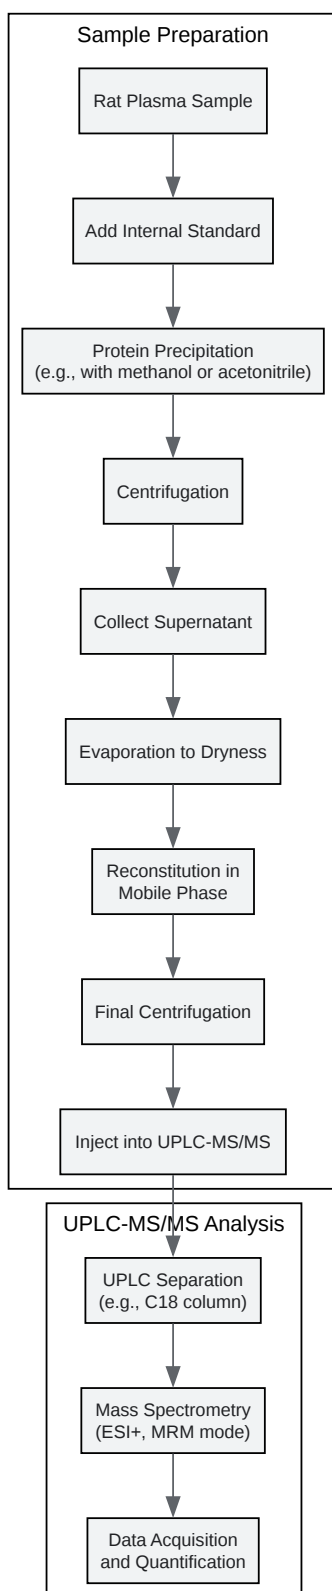 Sample Preparation
Rat Plasma Sample
Add Internal Standard
Protein Precipitation
(e.g., with methanol or acetonitrile)
Centrifugation
Collect Supernatant
Evaporation to Dryness
Reconstitution in
Mobile Phase
Final Centrifugation
Inject into UPLC-MS/MS
UPLC-MS/MS Analysis
UPLC Separation
(e.g., C18 column)
Mass Spectrometry
(ESI+, MRM mode)
Data Acquisition
and Quantification